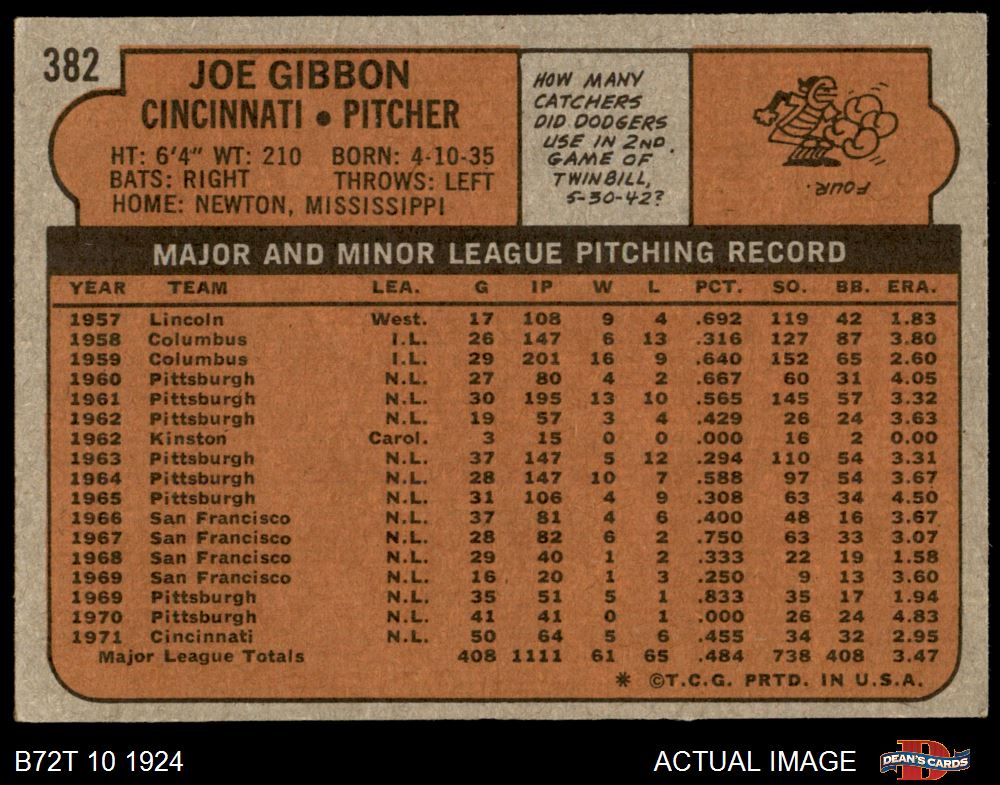 382
JOE GIBBON
CINCINNATI • PITCHER
HT: 6'4" WT: 210 BORN: 4-10-35
BATS: RIGHT THROWS: LEFT
HOME: NEWTON, MISSISSIPPI
HOW MANY
CATCHERS
DID DODGERS
USE IN 2ND.
GAME OF
TWINBILL,
5-30-42?
FOUR.
MAJOR AND MINOR LEAGUE PITCHING RECORD
YEAR TEAM LEA. G IP W L PCT. SO. BB. ERA.
1957 Lincoln West. 17 108 9 4 .692 119 42 1.83
1958 Columbus I.L. 26 147 6 13 .316 127 87 3.80
1959 Columbus I.L. 29 201 16 9 .640 152 65 2.60
1960 Pittsburgh N.L. 27 80 4 2 .667 60 31 4.05
1961 Pittsburgh N.L. 30 195 13 10 .565 145 57 3.32
1962 Pittsburgh N.L. 19 57 3 4 .429 26 24 3.63
1962 Kinston Carol. 3 15 0 0 .000 16 2 0.00
1963 Pittsburgh N.L. 37 147 5 12 .294 110 54 3.31
1964 Pittsburgh N.L. 28 147 10 7 .588 97 54 3.67
1965 Pittsburgh N.L. 31 106 4 9 .308 63 34 4.50
1966 San Francisco N.L. 37 81 4 6 .400 48 16 3.67
1967 San Francisco N.L. 28 82 6 2 .750 63 33 3.07
1968 San Francisco N.L. 29 40 1 2 .333 22 19 1.58
1969 San Francisco N.L. 16 20 1 3 .250 9 13 3.60
1969 Pittsburgh N.L. 35 51 5 1 .833 35 17 1.94
1970 Pittsburgh N.L. 41 41 0 1 .000 26 24 4.83
1971 Cincinnati N.L. 50 64 5 6 .455 34 32 2.95
Major League Totals 408 1111 61 65 .484 738 408 3.47
* ©T.C.G. PRTD. IN U.S.A.
B72T 10 1924 ACTUAL IMAGE
D
DEAN'S CARDS